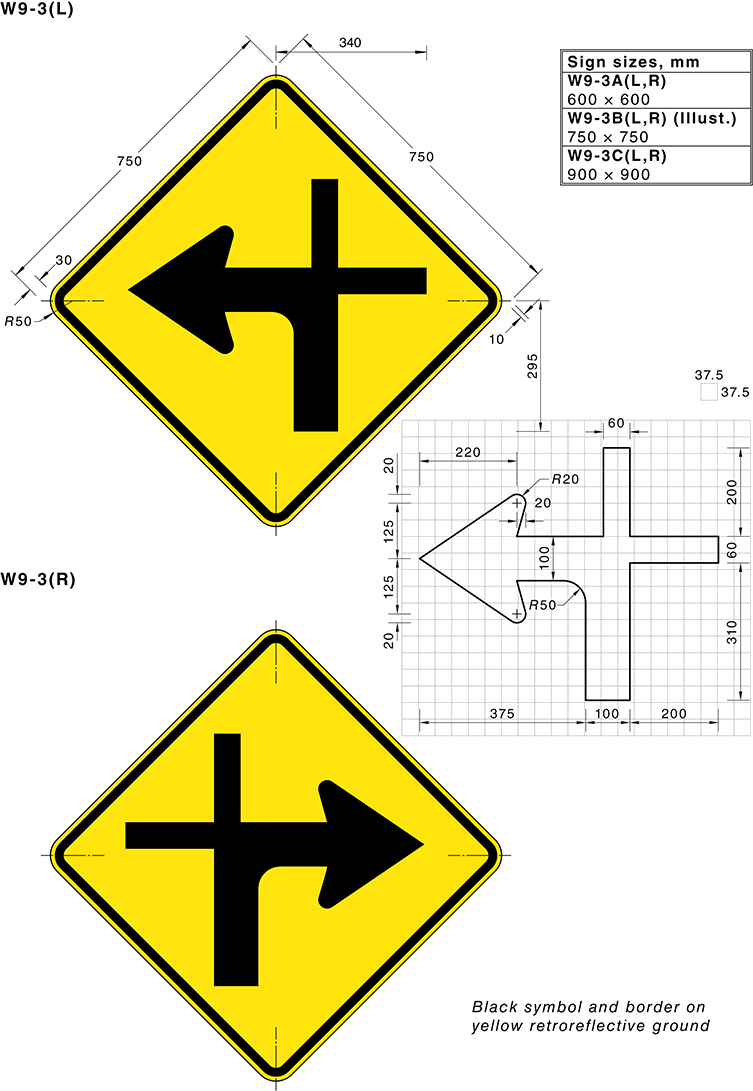 W9-3(L)
340
750
750
30
R50
10
295
Sign sizes, mm
W9-3A(L,R)
600 × 600
W9-3B(L,R) (Illust.)
750 × 750
W9-3C(L,R)
900 × 900
37.5
37.5
60
220
20
R20
20
125
100
125
R50
20
200
60
310
375
100
200
W9-3(R)
Black symbol and border on
yellow retroreflective ground